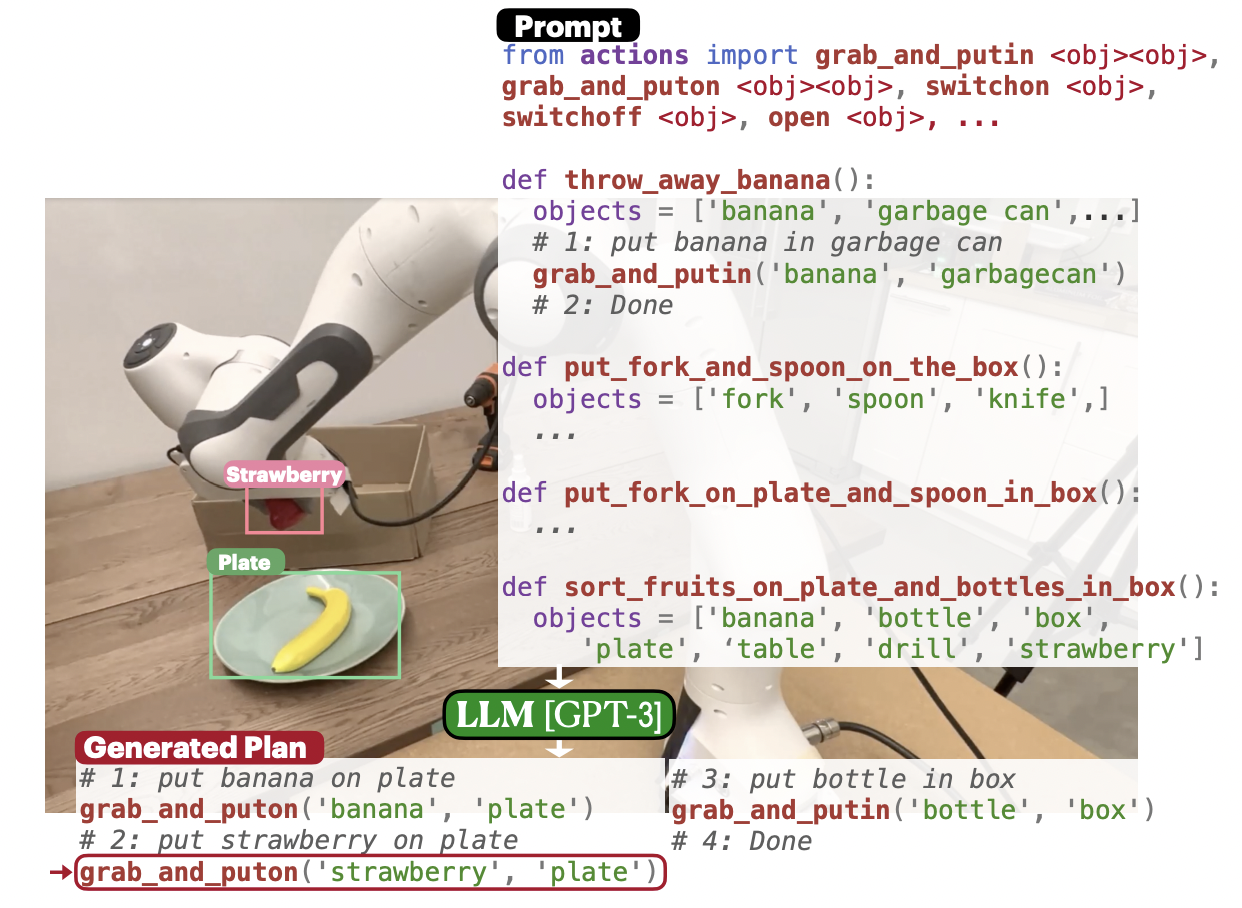 Prompt
from actions import grab_and_putin <obj><obj>,
grab_and_puton <obj><obj>, switchon <obj>,
switchoff <obj>, open <obj>, ...
def throw_away_banana():
objects = ['banana', 'garbage can',...]
# 1: put banana in garbage can
grab_and_putin('banana', 'garbagecan')
# 2: Done
def put_fork_and_spoon_on_the_box():
objects = ['fork', 'spoon', 'knife',]
...
def put_fork_on_plate_and_spoon_in_box():
...
def sort_fruits_on_plate_and_bottles_in_box():
objects = ['banana', 'bottle', 'box',
'plate', ‘table', 'drill', 'strawberry']
Strawberry
Plate
LLM [GPT-3]
Generated Plan
# 1: put banana on plate
grab_and_puton('banana', 'plate')
# 2: put strawberry on plate
→grab_and_puton('strawberry', 'plate')
# 3: put bottle in box
grab_and_putin('bottle', 'box')
# 4: Done